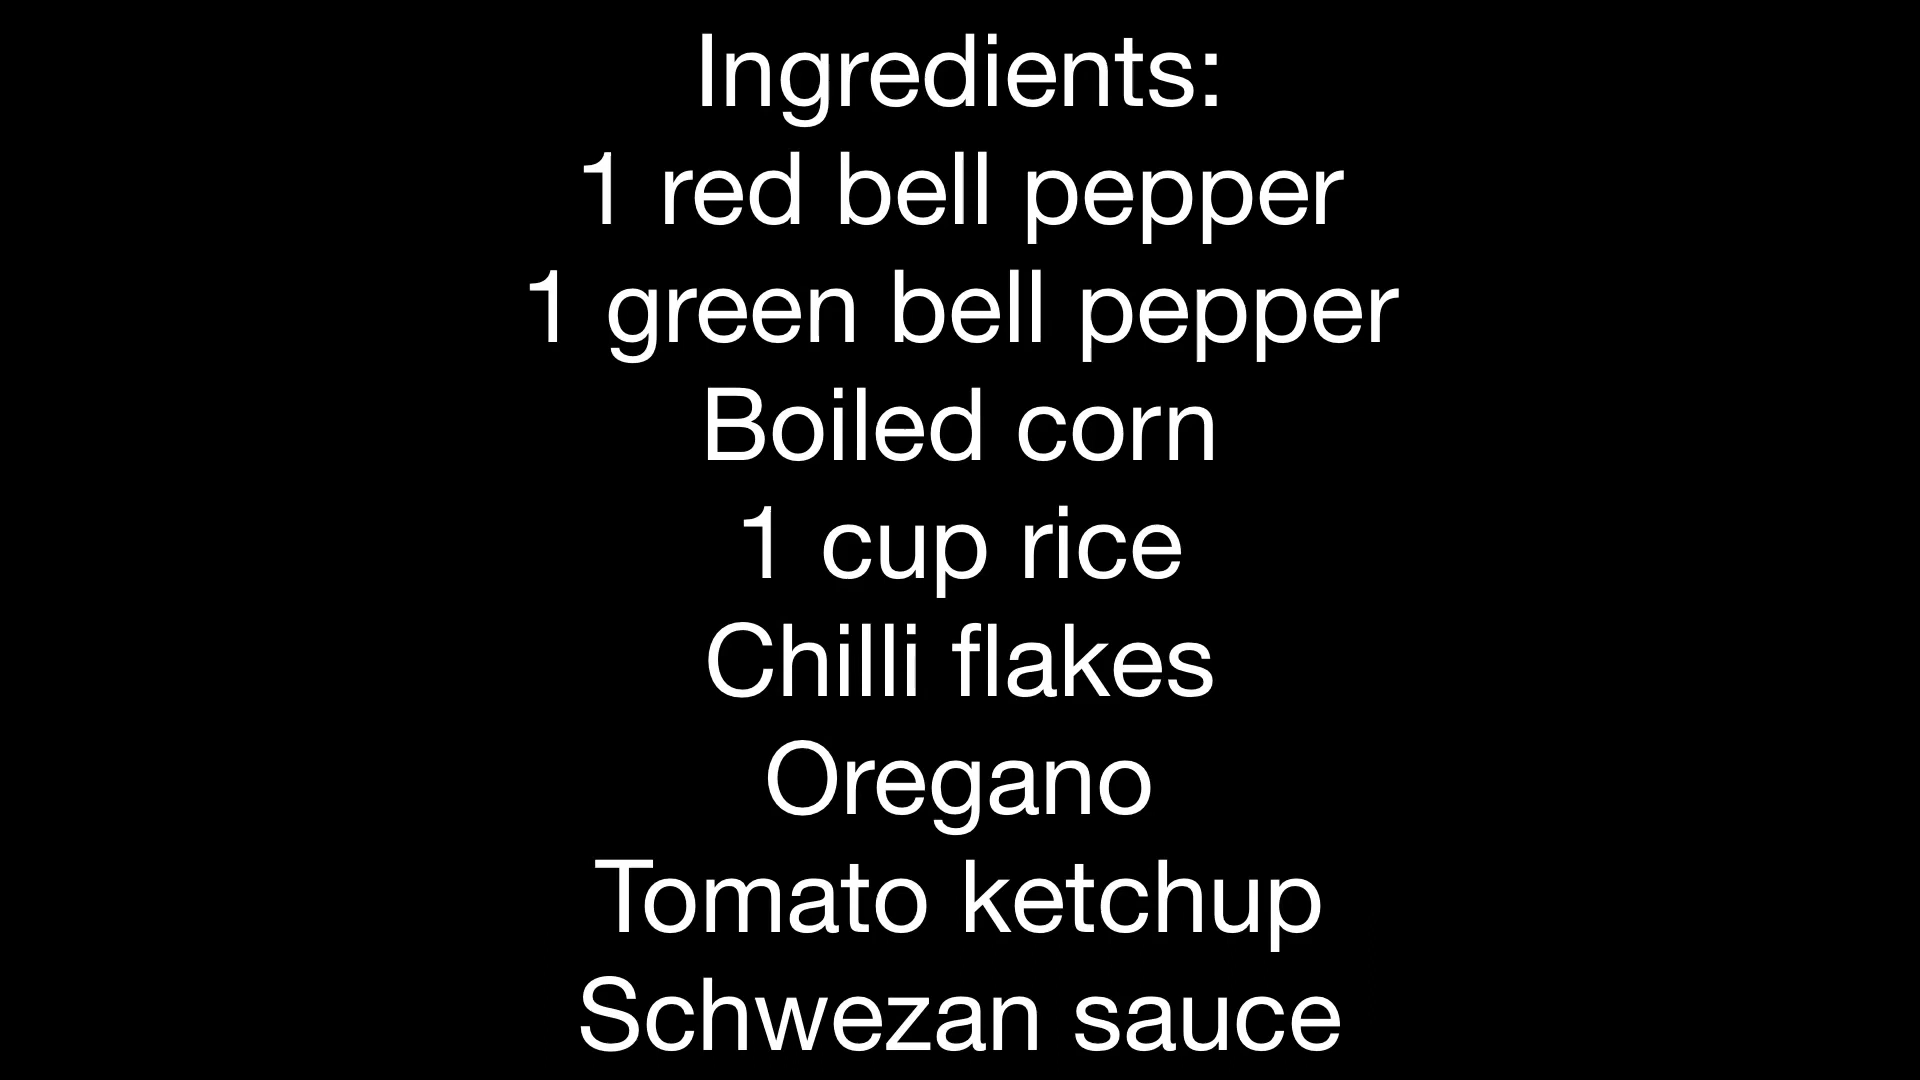 Ingredients:
1 red bell pepper
1 green bell pepper
Boiled corn
1 cup rice
Chilli flakes
Oregano
Tomato ketchup
Schwezan sauce